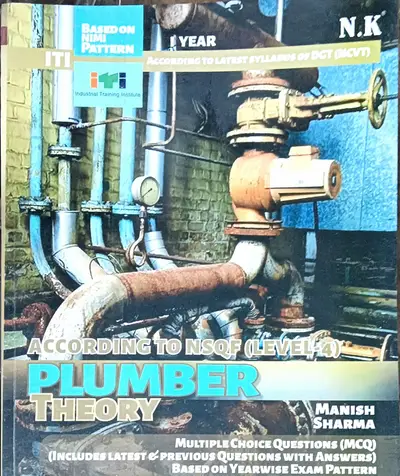 BASED ON
NIMI
PATTERN
N.K
I YEAR
ITI
ACCORDING TO LATEST SYLLABUS OF DGT (NCVT)
iTi
Industrial Training Institute
ACCORDING TO NSQF (LEVEL-4)
PLUMBER
THEORY
MANISH
SHARMA
MULTIPLE CHOICE QUESTIONS (MCQ)
(INCLUDES LATEST & PREVIOUS QUESTIONS WITH ANSWERS)
BASED ON YEARWISE EXAM PATTERN